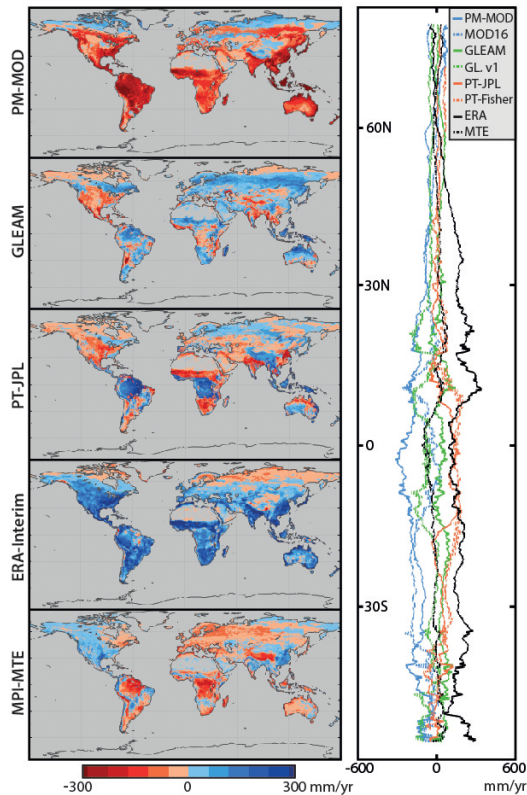 PM-MOD
GLEAM
PT-JPL
ERA-Interim
MPI-MTE
-300
0
300 mm/yr
PM-MOD
MOD16
GLEAM
GL. v1
PT-JPL
PT-Fisher
ERA
MTE
60N
30N
0
30S
-600
0
600
mm/yr